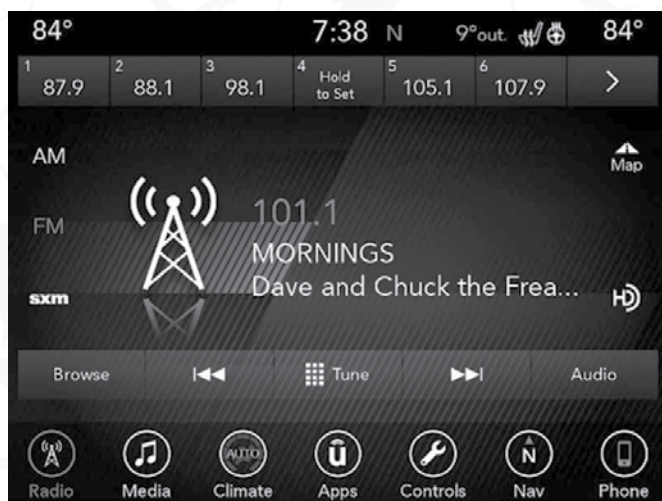 84° 7:38 N 9°out. 84°
1 87.9 2 88.1 3 98.1 4 Hold to Set 5 105.1 6 107.9 >
AM
Map
FM
101.1
MORNINGS
Dave and Chuck the Frea...
sxm
HD
Browse Tune Audio
AUTO û N
Radio Media Climate Apps Controls Nav Phone